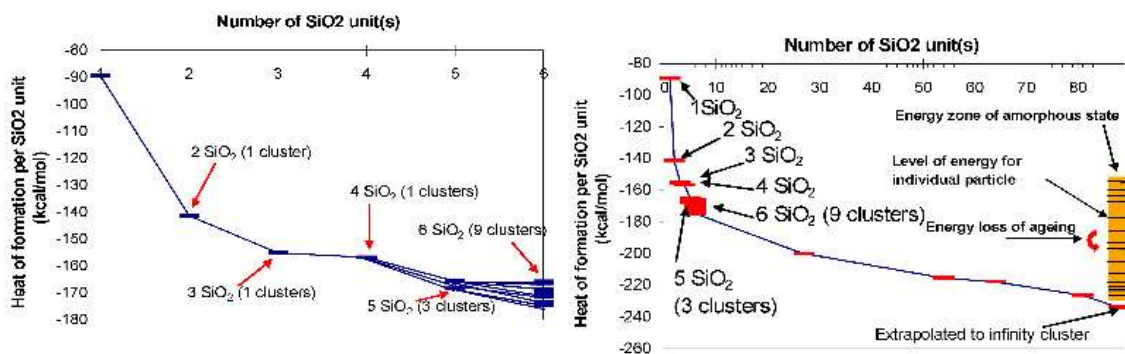 Number of SiO2 unit(s)
-80
-90
-100
-110
-120
-130
-140
-150
-160
-170
-180
1
2
3
4
5
6
Heat of formation per SiO2 unit
(kcal/mol)
2 SiO₂ (1 cluster)
4 SiO₂ (1 clusters)
6 SiO₂ (9 clusters)
3 SiO₂ (1 clusters)
5 SiO₂ (3 clusters)
Number of SiO2 unit(s)
-80
-100
-120
-140
-160
-180
-200
-220
-240
-260
0
10
20
30
40
50
60
70
80
Heat of formation per SiO2 unit
(kcal/mol)
1SiO₂
2 SiO₂
3 SiO₂
4 SiO₂
6 SiO₂ (9 clusters)
5 SiO₂
(3 clusters)
Energy zone of amorphous state
Level of energy for
individual particle
Energy loss of ageing
Extrapolated to infinity cluster